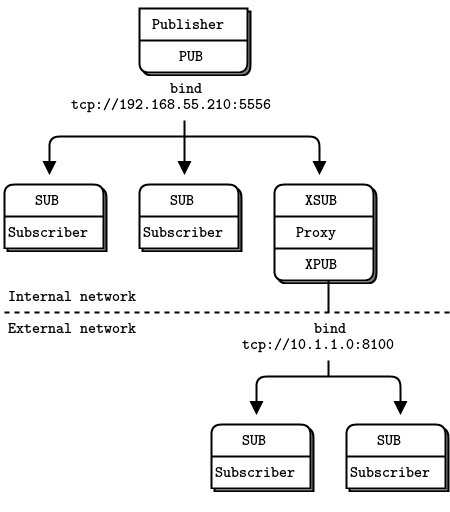 Publisher
PUB
bind
tcp://192.168.55.210:5556
SUB SUB XSUB
Subscriber Subscriber Proxy
XPUB
Internal network
External network
bind
tcp://10.1.1.0:8100
SUB SUB
Subscriber Subscriber